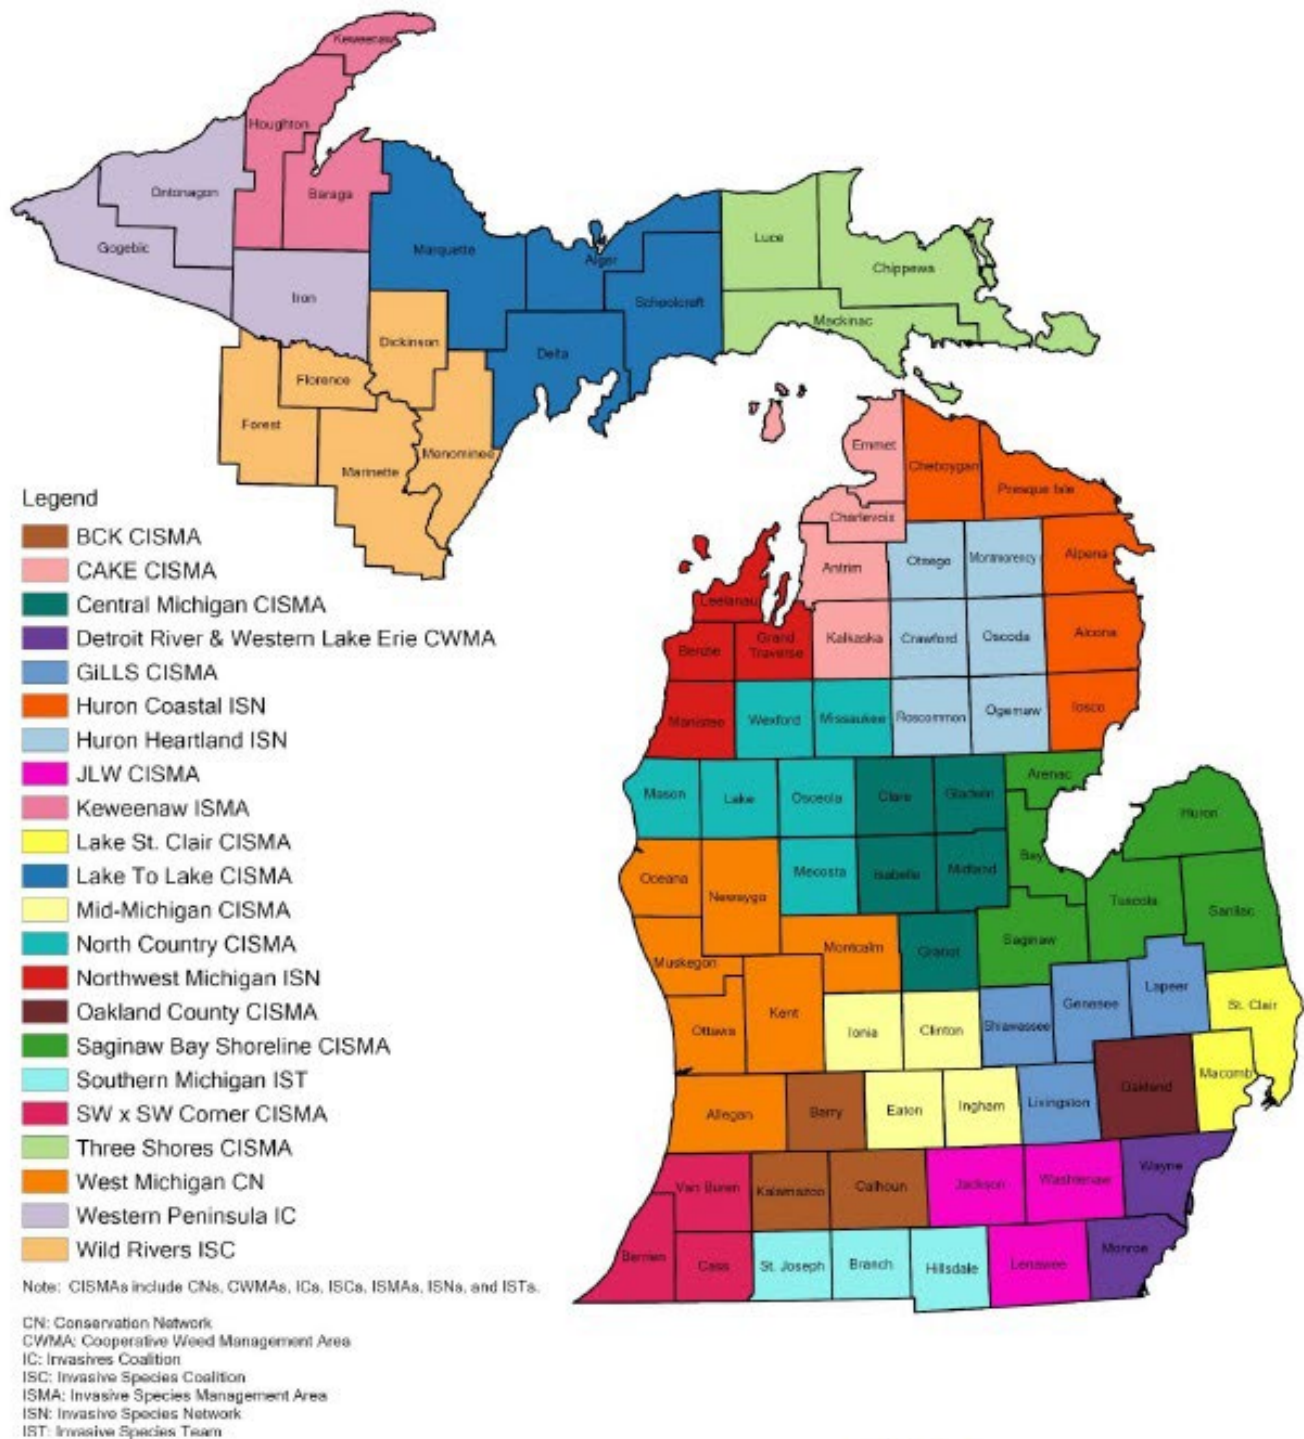 Keweenaw
Houghton
Ontonagon
Baraga
Gogebic
Marquette
Luce
Alger
Chippewa
Iron
Schoolcraft
Mackinac
Dickinson
Delta
Florence
Forest
Menominee
Marinette
Emmet
Cheboygan
Presque Isle
Charlevoix
Otsego
Montmorency
Alpena
Antrim
Leelanau
Benzie
Grand
Traverse
Kalkaska
Crawford
Oscoda
Alcona
Manistee
Wexford
Missaukee
Roscommon
Ogemaw
Iosco
Arenac
Mason
Lake
Osceola
Clare
Gladwin
Huron
Bay
Oceana
Newaygo
Mecosta
Isabella
Midland
Tuscola
Sanilac
Saginaw
Montcalm
Gratiot
Muskegon
Lapeer
Genesee
St. Clair
Kent
Ottawa
Ionia
Clinton
Shiawassee
Macomb
Oakland
Allegan
Barry
Eaton
Ingham
Livingston
Wayne
Van Buren
Kalamazoo
Calhoun
Jackson
Washtenaw
Berrien
Cass
St. Joseph
Branch
Hillsdale
Lenawee
Monroe
Legend
BCK CISMA
CAKE CISMA
Central Michigan CISMA
Detroit River & Western Lake Erie CWMA
GiLLS CISMA
Huron Coastal ISN
Huron Heartland ISN
JLW CISMA
Keweenaw ISMA
Lake St. Clair CISMA
Lake To Lake CISMA
Mid-Michigan CISMA
North Country CISMA
Northwest Michigan ISN
Oakland County CISMA
Saginaw Bay Shoreline CISMA
Southern Michigan IST
SW x SW Corner CISMA
Three Shores CISMA
West Michigan CN
Western Peninsula IC
Wild Rivers ISC
Note: CISMAs include CNs, CWMAs, ICs, ISCs, ISMAs, ISNs, and ISTs.
CN: Conservation Network
CWMA: Cooperative Weed Management Area
IC: Invasives Coalition
ISC: Invasive Species Coalition
ISMA: Invasive Species Management Area
ISN: Invasive Species Network
IST: Invasive Species Team